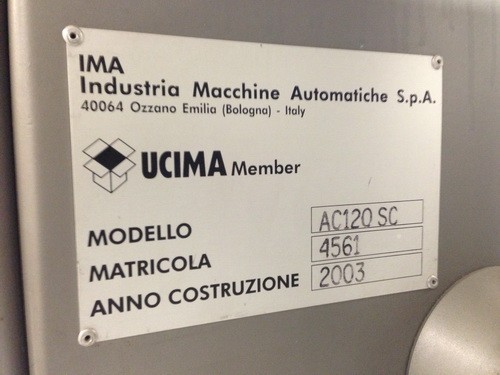 IMA
Industria Macchine Automatiche S.p.A.
40064 Ozzano Emilia (Bologna) - Italy
UCIMA Member
MODELLO AC120 SC
MATRICOLA 4561
ANNO COSTRUZIONE 2003